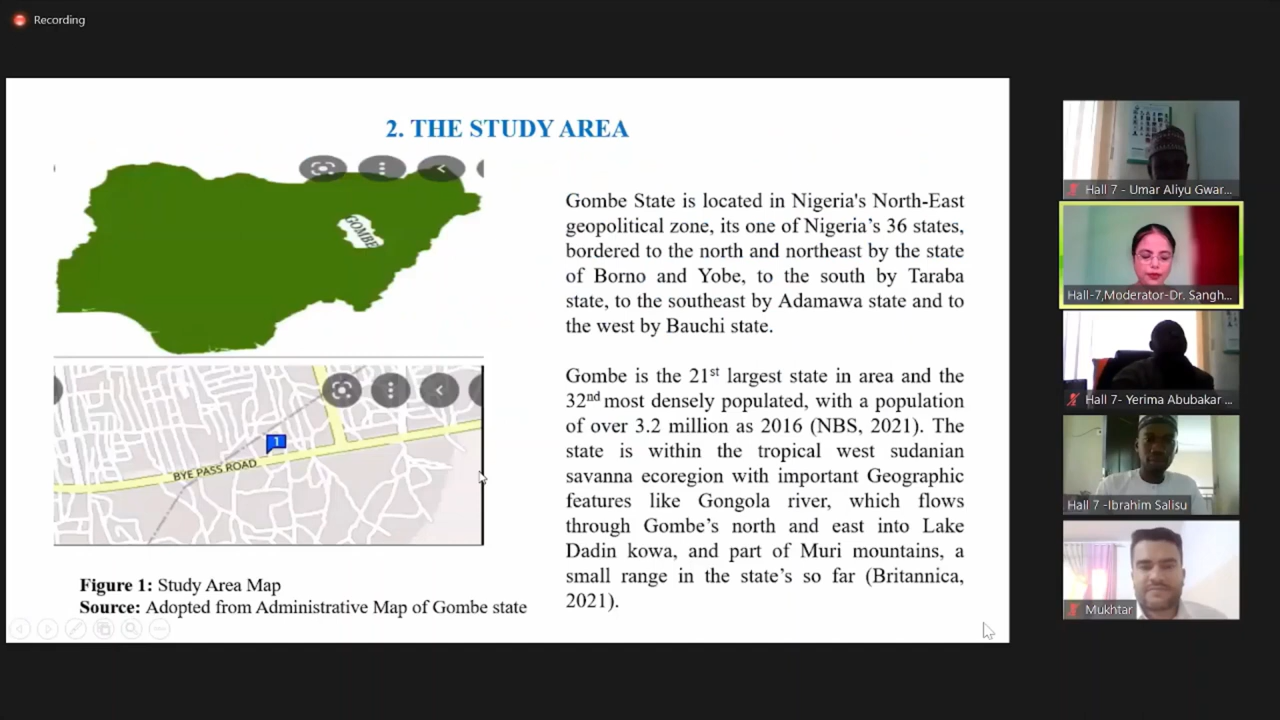 Recording
2. THE STUDY AREA
GOMBE
Gombe State is located in Nigeria's North-East
geopolitical zone, its one of Nigeria’s 36 states,
bordered to the north and northeast by the state
of Borno and Yobe, to the south by Taraba
state, to the southeast by Adamawa state and to
the west by Bauchi state.
Gombe is the 21st largest state in area and the
32nd most densely populated, with a population
of over 3.2 million as 2016 (NBS, 2021). The
state is within the tropical west sudanian
savanna ecoregion with important Geographic
features like Gongola river, which flows
through Gombe’s north and east into Lake
Dadin kowa, and part of Muri mountains, a
small range in the state’s so far (Britannica,
2021).
1
BYE PASS ROAD
Figure 1: Study Area Map
Source: Adopted from Administrative Map of Gombe state
Hall 7 - Umar Aliyu Gwar...
Hall-7,Moderator-Dr. Sangh...
Hall 7- Yerima Abubakar ...
Hall 7 -Ibrahim Salisu
Mukhtar